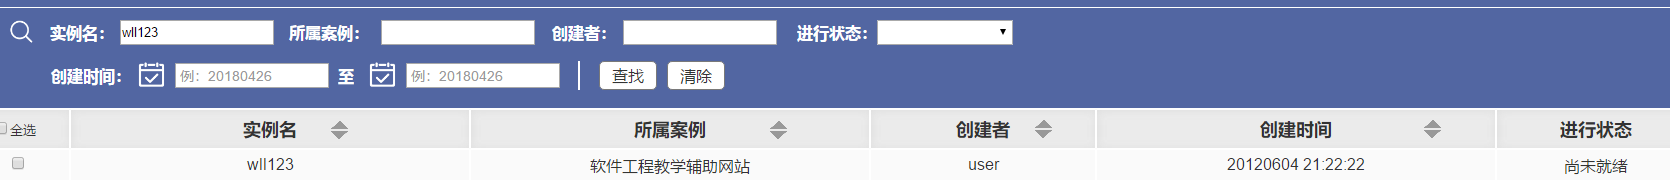 实例名： wll123 所属案例： 创建者： 进行状态：
创建时间： 例：20180426 至 例：20180426 查找 清除
全选 实例名 所属案例 创建者 创建时间 进行状态
wll123 软件工程教学辅助网站 user 20120604 21:22:22 尚未就绪